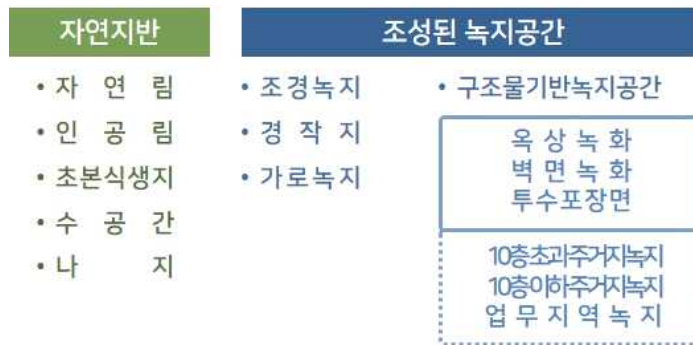 자연지반
• 자 연 림
• 인 공 림
• 초본식생지
• 수 공 간
• 나 지
조성된 녹지공간
• 조경녹지
• 경 작 지
• 가로녹지
• 구조물기반녹지공간
옥 상 녹 화
벽 면 녹 화
투수포장면
10층초과주거지녹지
10층이하주거지녹지
업 무 지 역 녹 지